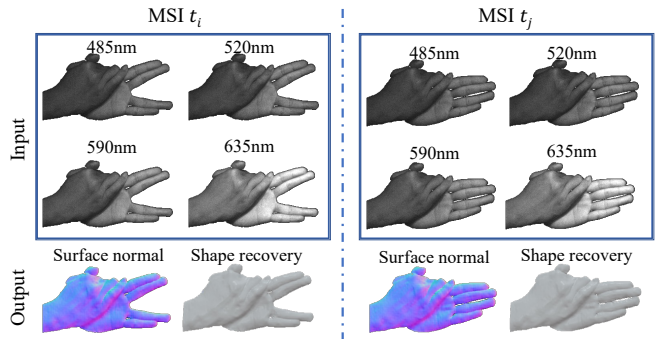 MSI t_i
MSI t_j
Input
485nm 520nm
590nm 635nm
485nm 520nm
590nm 635nm
Output
Surface normal Shape recovery
Surface normal Shape recovery